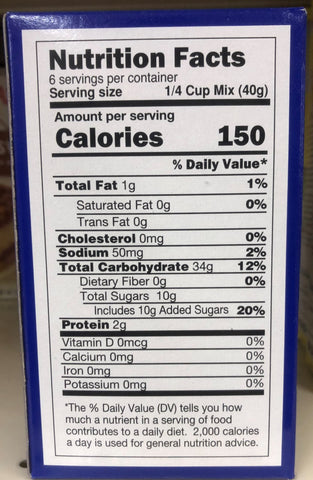 Nutrition Facts
6 servings per container
Serving size 1/4 Cup Mix (40g)
Amount per serving
Calories 150
% Daily Value*
Total Fat 1g 1%
Saturated Fat 0g 0%
Trans Fat 0g
Cholesterol 0mg 0%
Sodium 50mg 2%
Total Carbohydrate 34g 12%
Dietary Fiber 0g 0%
Total Sugars 10g
Includes 10g Added Sugars 20%
Protein 2g
Vitamin D 0mcg 0%
Calcium 0mg 0%
Iron 0mg 0%
Potassium 0mg 0%
*The % Daily Value (DV) tells you how
much a nutrient in a serving of food
contributes to a daily diet. 2,000 calories
a day is used for general nutrition advice.